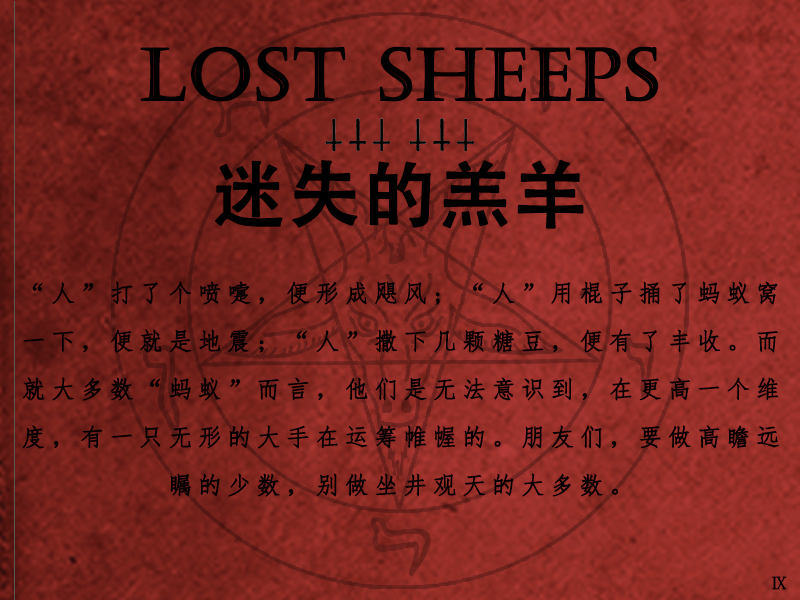 LOST SHEEPS
迷失的羔羊
“人”打了个喷嚏，便形成飓风；“人”用棍子捅了蚂蚁窝
一下，便就是地震；“人”撒下几颗糖豆，便有了丰收。而
就大多数“蚂蚁”而言，他们是无法意识到，在更高一个维
度，有一只无形的大手在运筹帷幄的。朋友们，要做高瞻远
瞩的少数，别做坐井观天的大多数。
IX